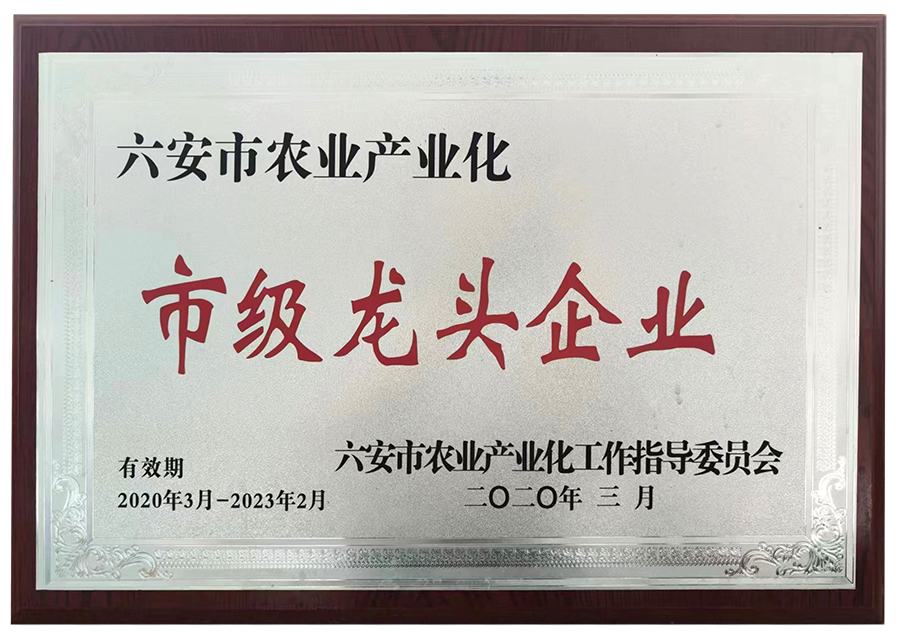 六安市农业产业化
市级龙头企业
有效期
2020年3月-2023年2月
六安市农业产业化工作指导委员会
二〇二〇年 三 月